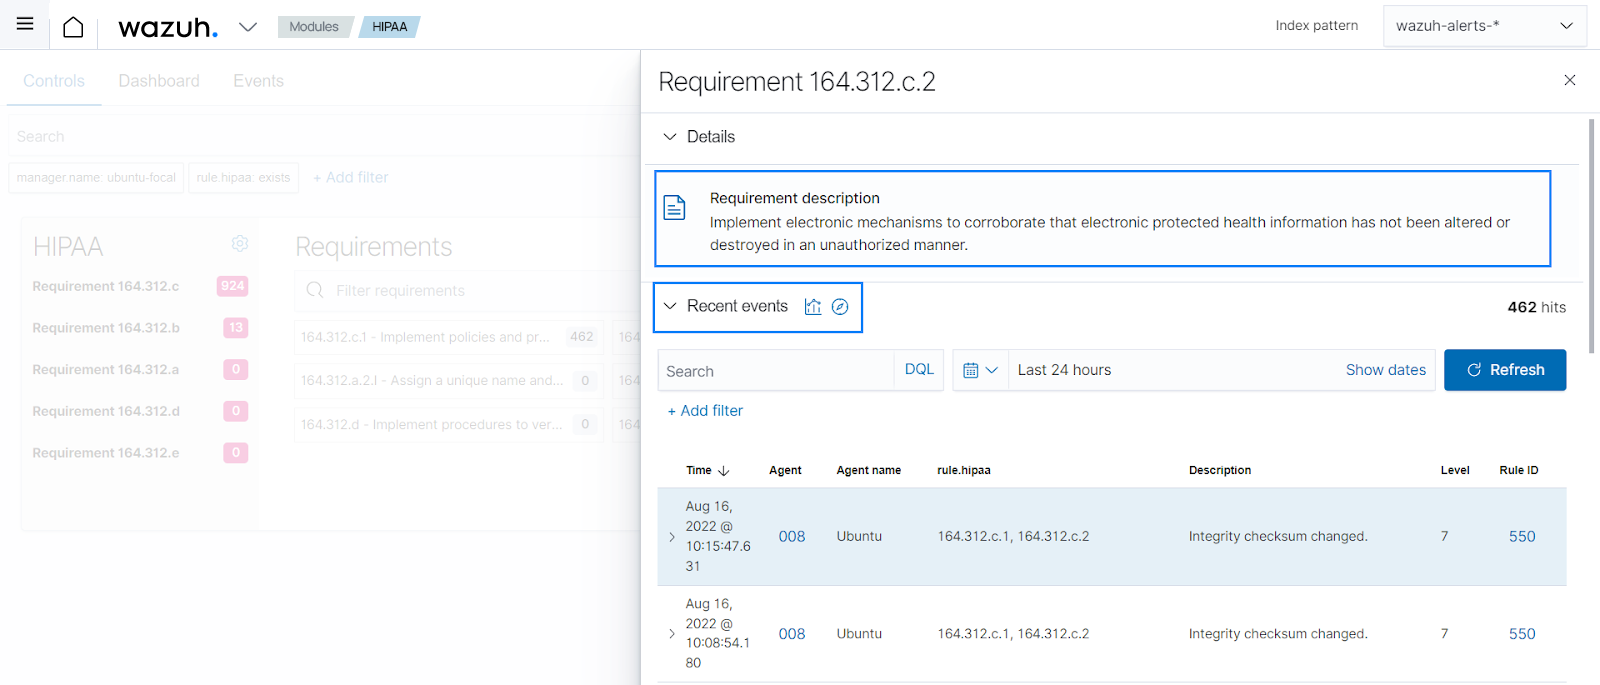 wazuh.
Modules
HIPAA
Index pattern
wazuh-alerts-*
Controls
Dashboard
Events
Search
manager.name: ubuntu-focal
rule.hipaa: exists
+ Add filter
HIPAA
Requirement 164.312.c 924
Requirement 164.312.b 13
Requirement 164.312.a 0
Requirement 164.312.d 0
Requirement 164.312.e 0
Requirements
Filter requirements
164.312.c.1 - Implement policies and pr... 462
164
164.312.a.2.I - Assign a unique name and... 0
164
164.312.d - Implement procedures to ver... 0
164
Requirement 164.312.c.2
Details
Requirement description
Implement electronic mechanisms to corroborate that electronic protected health information has not been altered or
destroyed in an unauthorized manner.
Recent events
462 hits
Search
DQL
Last 24 hours
Show dates
Refresh
+ Add filter
Time Agent Agent name rule.hipaa Description Level Rule ID
Aug 16,
2022 @
10:15:47.6
31
008 Ubuntu 164.312.c.1, 164.312.c.2 Integrity checksum changed. 7 550
Aug 16,
2022 @
10:08:54.1
80
008 Ubuntu 164.312.c.1, 164.312.c.2 Integrity checksum changed. 7 550